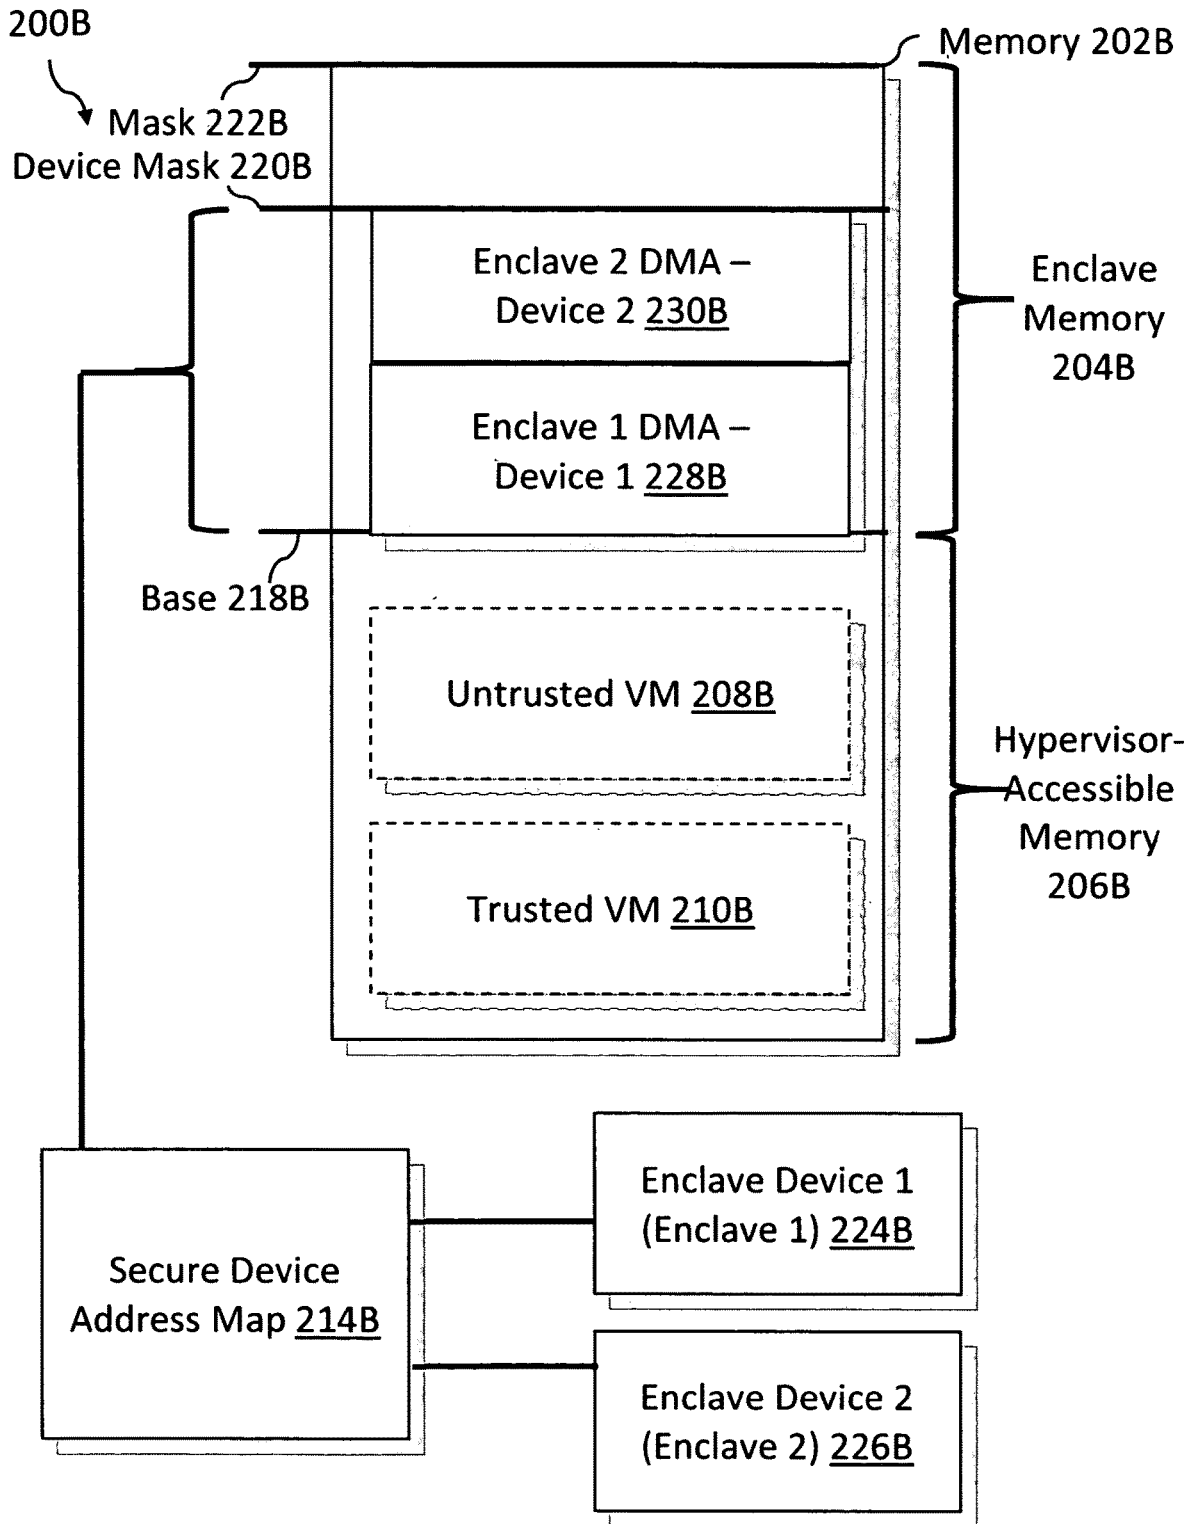 200B
Memory 202B
Mask 222B
Device Mask 220B
Enclave 2 DMA –
Device 2 230B
Enclave
Memory
204B
Enclave 1 DMA –
Device 1 228B
Base 218B
Untrusted VM 208B
Hypervisor-
Accessible
Memory
206B
Trusted VM 210B
Enclave Device 1
(Enclave 1) 224B
Secure Device
Address Map 214B
Enclave Device 2
(Enclave 2) 226B